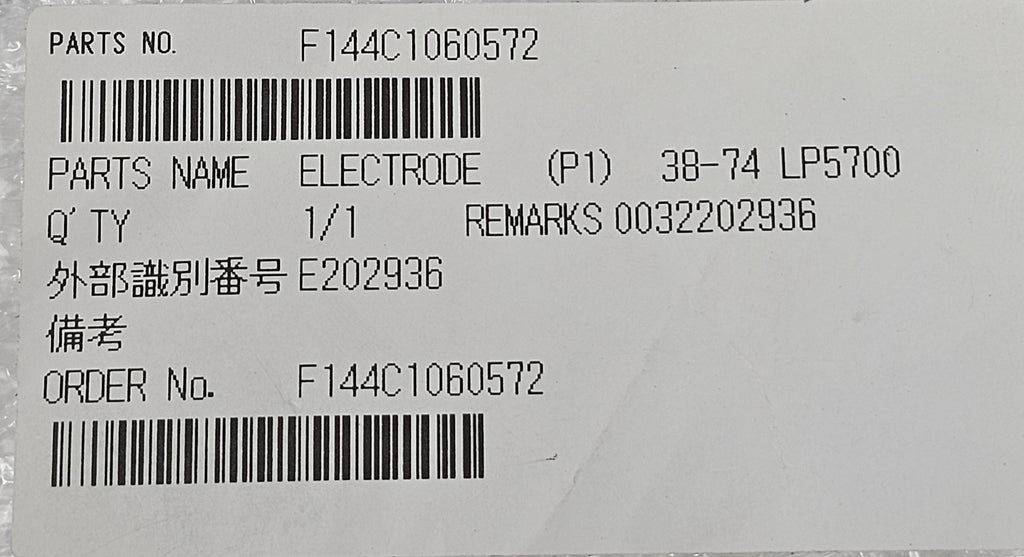 PARTS NO. F144C1060572
PARTS NAME ELECTRODE (P1) 38-74 LP5700
Q'TY 1/1 REMARKS 0032202936
外部識別番号 E202936
備考
ORDER No. F144C1060572